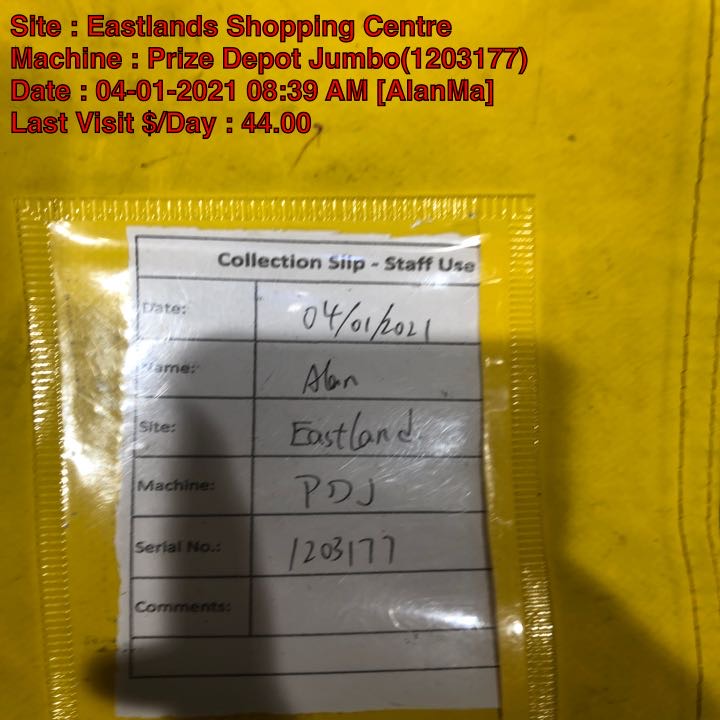 Site : Eastlands Shopping Centre
Machine : Prize Depot Jumbo(1203177)
Date : 04-01-2021 08:39 AM [AlanMa]
Last Visit $/Day : 44.00
Collection Slip - Staff Use
Date: 04/01/2021
Name: Alan
Site: Eastland
Machine: PDJ
Serial No.: 1203177
Comments: